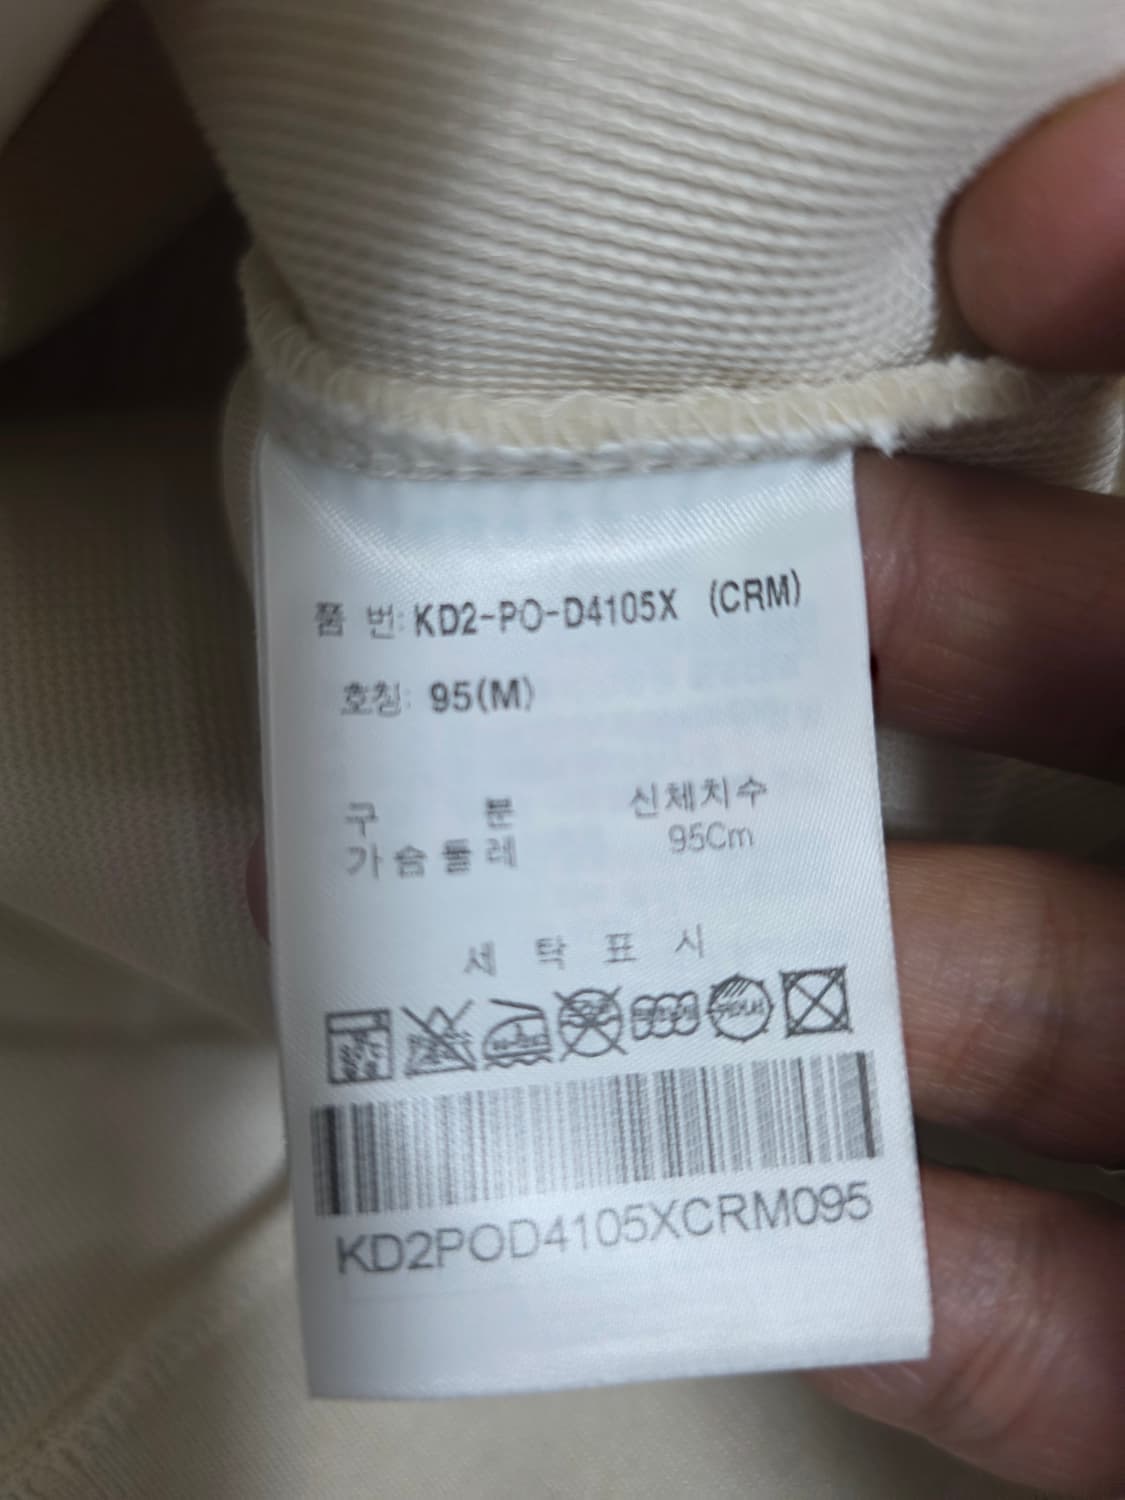 품 번: KD2-PO-D4105X (CRM)
호칭: 95(M)
구 분 신체치수
가슴둘레 95Cm
세 탁 표 시
KD2POD4105XCRM095